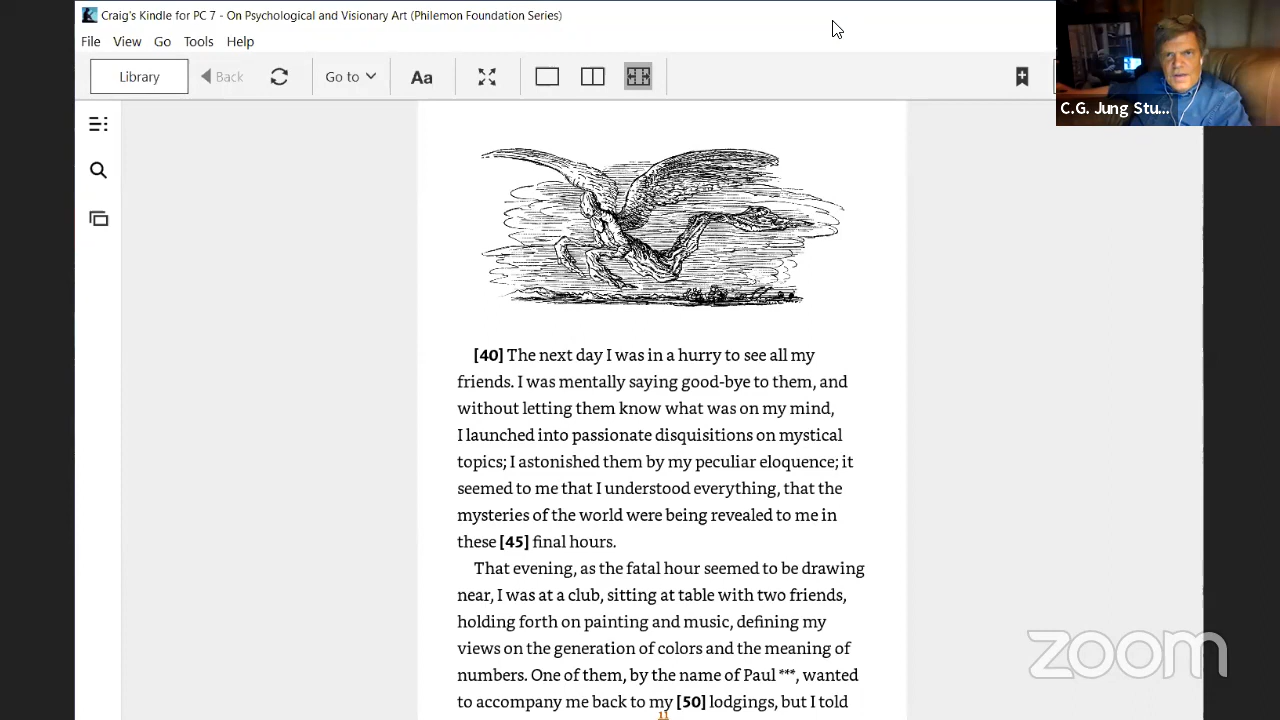 Craig's Kindle for PC 7 - On Psychological and Visionary Art (Philemon Foundation Series)
File View Go Tools Help
Library Back Go to Aa
C.G. Jung Stu...
[40] The next day I was in a hurry to see all my
friends. I was mentally saying good-bye to them, and
without letting them know what was on my mind,
I launched into passionate disquisitions on mystical
topics; I astonished them by my peculiar eloquence; it
seemed to me that I understood everything, that the
mysteries of the world were being revealed to me in
these [45] final hours.
That evening, as the fatal hour seemed to be drawing
near, I was at a club, sitting at table with two friends,
holding forth on painting and music, defining my
views on the generation of colors and the meaning of
numbers. One of them, by the name of Paul ***, wanted
to accompany me back to my [50] lodgings, but I told
11
zoom